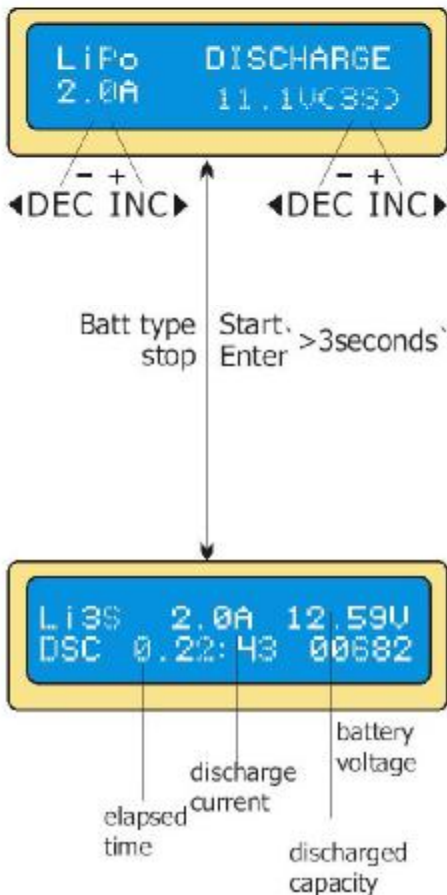 LiPo DISCHARGE
2.0A 11.1V(3S)
- + - +
◀DEC INC▶ ◀DEC INC▶
Batt type Start、
stop Enter >3seconds`
Li3S 2.0A 12.59V
DSC 0.22:43 00682
battery
voltage
discharge
current
elapsed
time
discharged
capacity